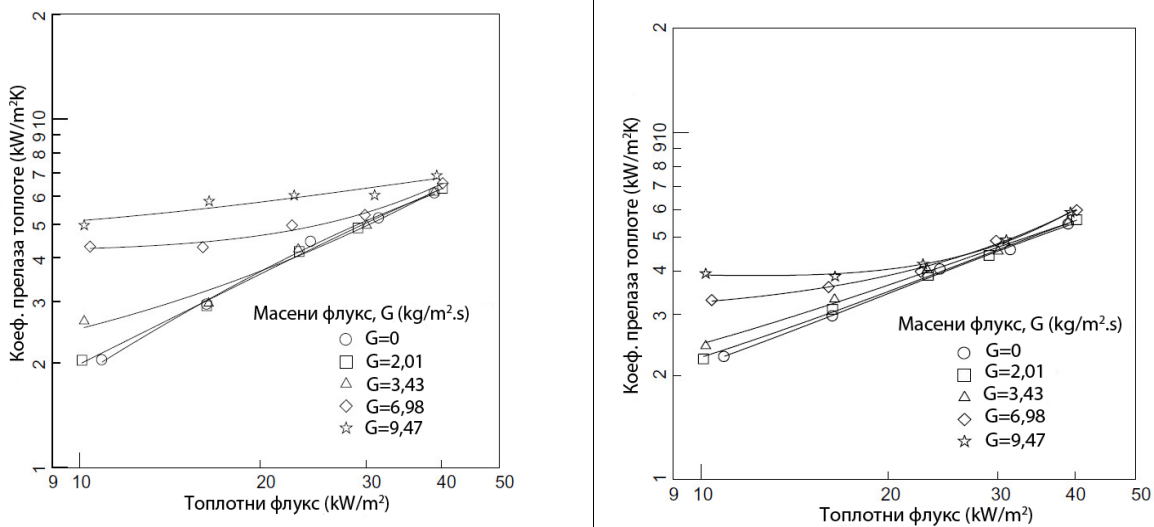 Коеф. прелаза топлоте (kW/m²K)
2
10
9
8
7
6
5
4
3
2
1
Масени флукс, G (kg/m².s)
G=0
G=2,01
G=3,43
G=6,98
G=9,47
9 10 20 30 40 50
Топлотни флукс (kW/m²)
Коеф. прелаза топлоте (kW/m²K)
2
10
9
8
7
6
5
4
3
2
1
Масени флукс, G (kg/m².s)
G=0
G=2,01
G=3,43
G=6,98
G=9,47
9 10 20 30 40 50
Топлотни флукс (kW/m²)